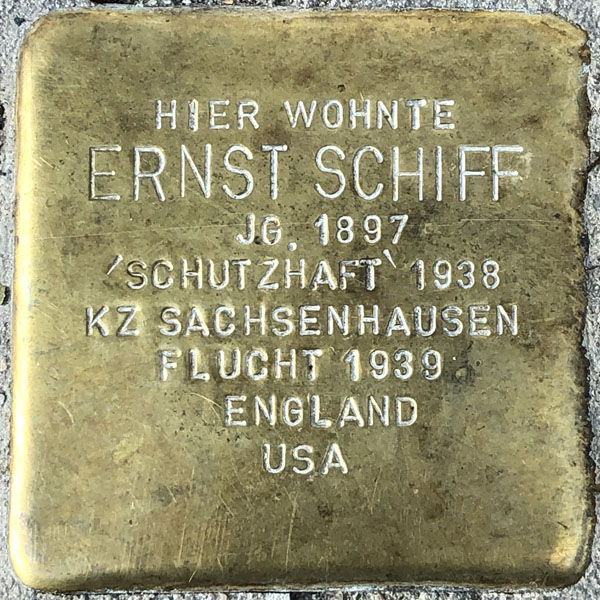 HIER WOHNTE
ERNST SCHIFF
JG. 1897
'SCHUTZHAFT' 1938
KZ SACHSENHAUSEN
FLUCHT 1939
ENGLAND
USA